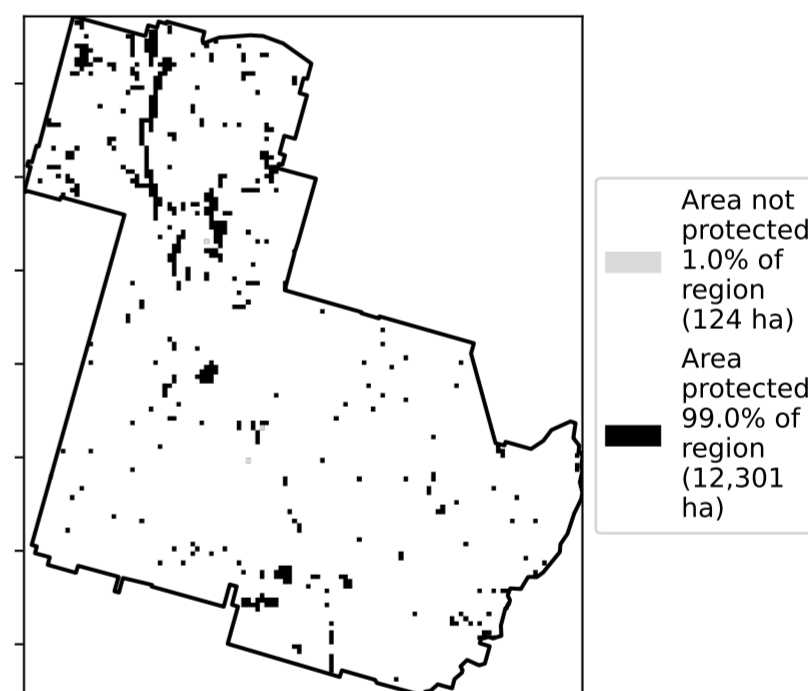 Area not
protected
1.0% of
region
(124 ha)
Area
protected
99.0% of
region
(12,301
ha)